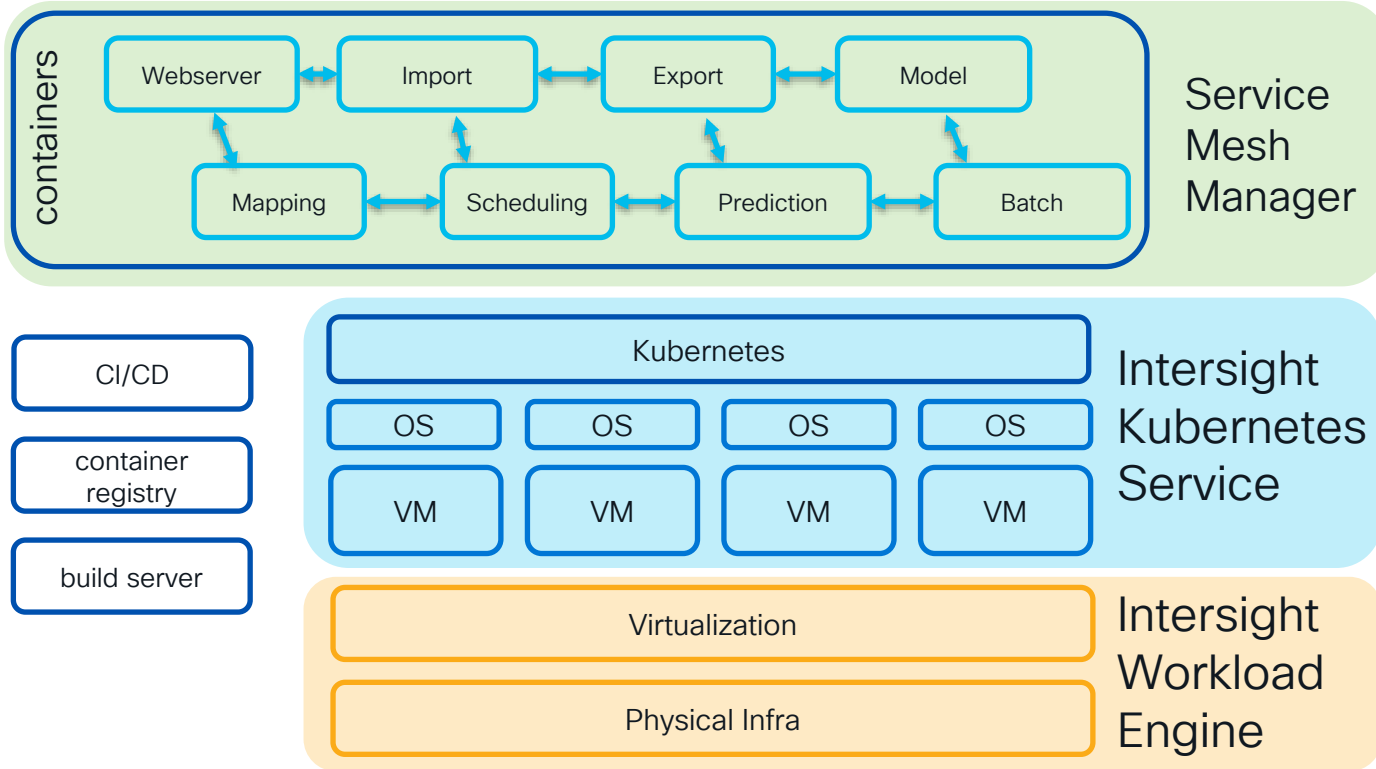 containers
Webserver
Import
Export
Model
Mapping
Scheduling
Prediction
Batch
Service
Mesh
Manager
CI/CD
container
registry
build server
Kubernetes
OS
OS
OS
OS
VM
VM
VM
VM
Intersight
Kubernetes
Service
Virtualization
Physical Infra
Intersight
Workload
Engine